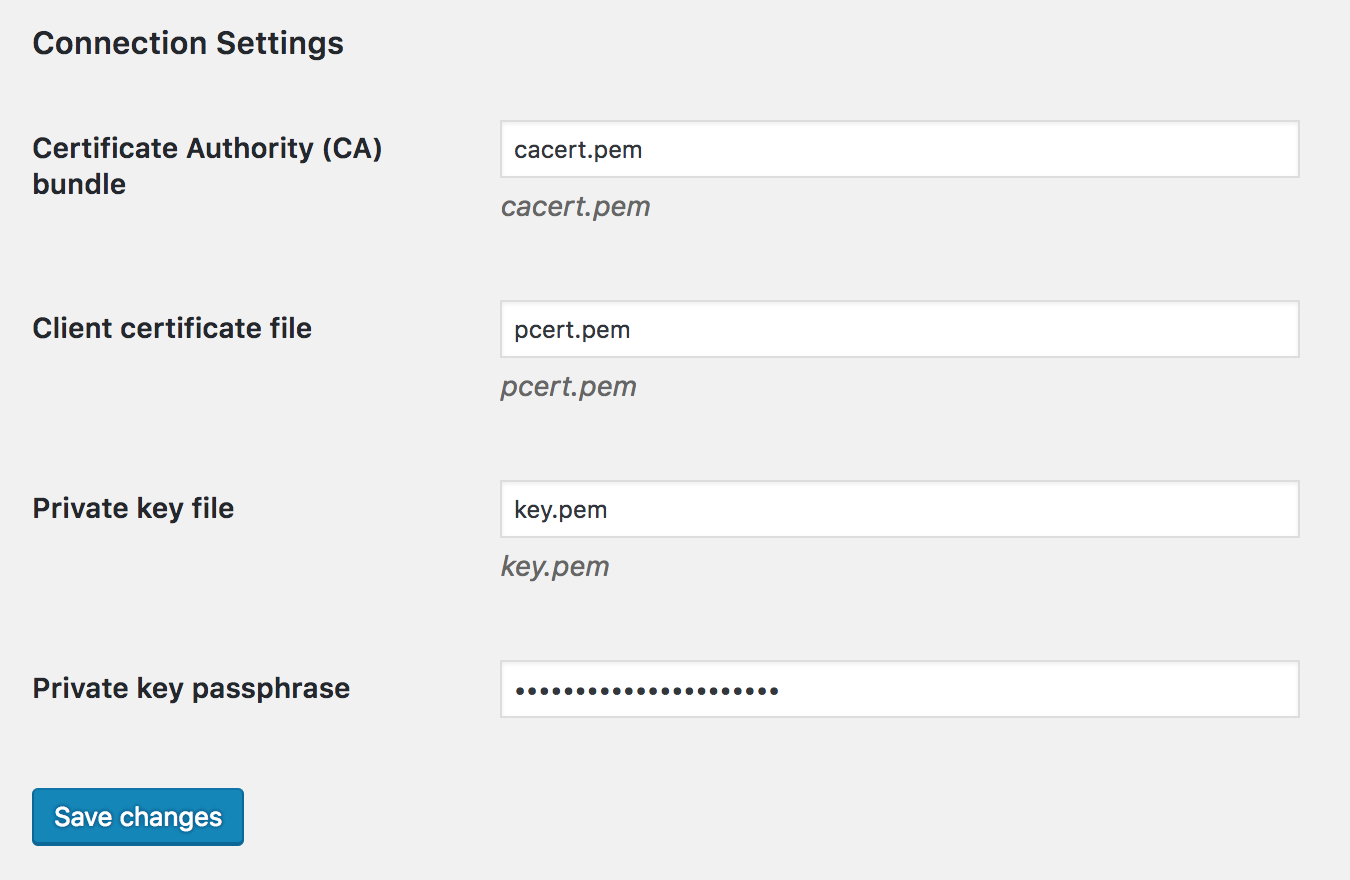 Connection Settings
Certificate Authority (CA)
bundle
cacert.pem
cacert.pem
Client certificate file
pcert.pem
pcert.pem
Private key file
key.pem
key.pem
Private key passphrase
••••••••••••••••••••••
Save changes